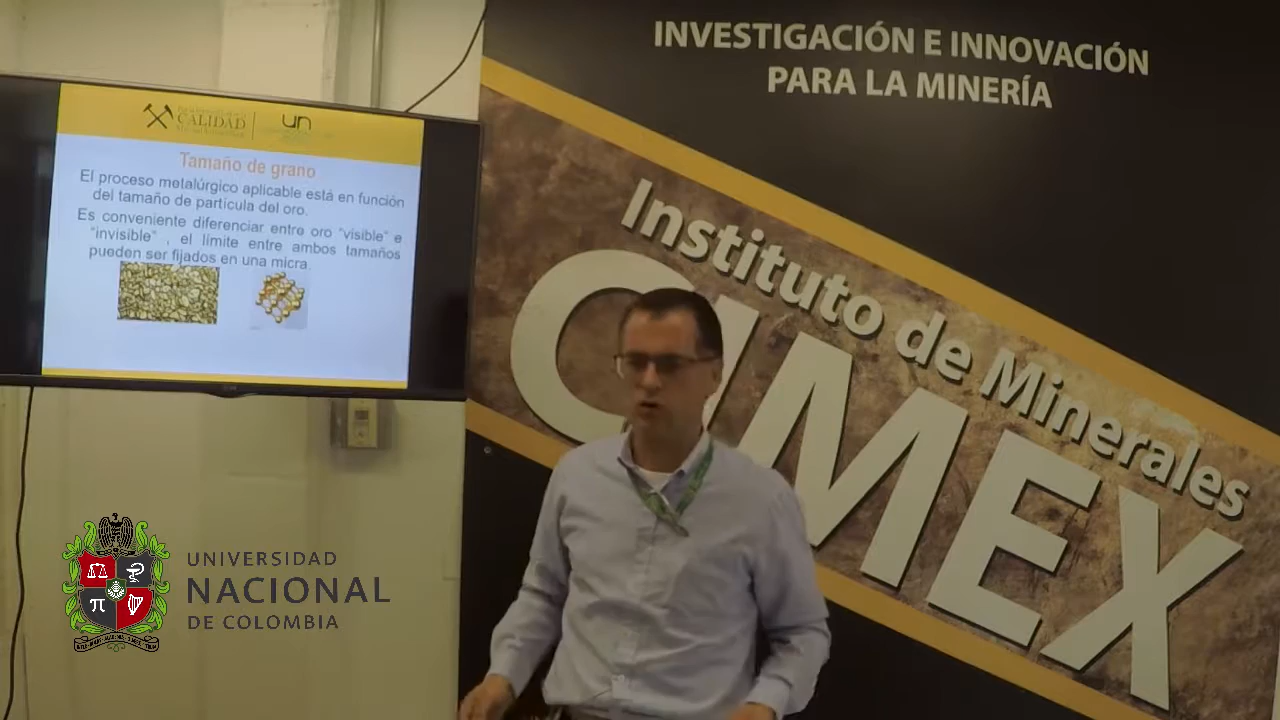 INVESTIGACIÓN E INNOVACIÓN
PARA LA MINERÍA
CALIDAD
un
Tamaño de grano
El proceso metalúrgico aplicable está en función
del tamaño de partícula del oro.
Es conveniente diferenciar entre oro "visible" e
"invisible" , el límite entre ambos tamaños
pueden ser fijados en una micra
Instituto de Minerales
CIMEX
UNIVERSIDAD
NACIONAL
DE COLOMBIA